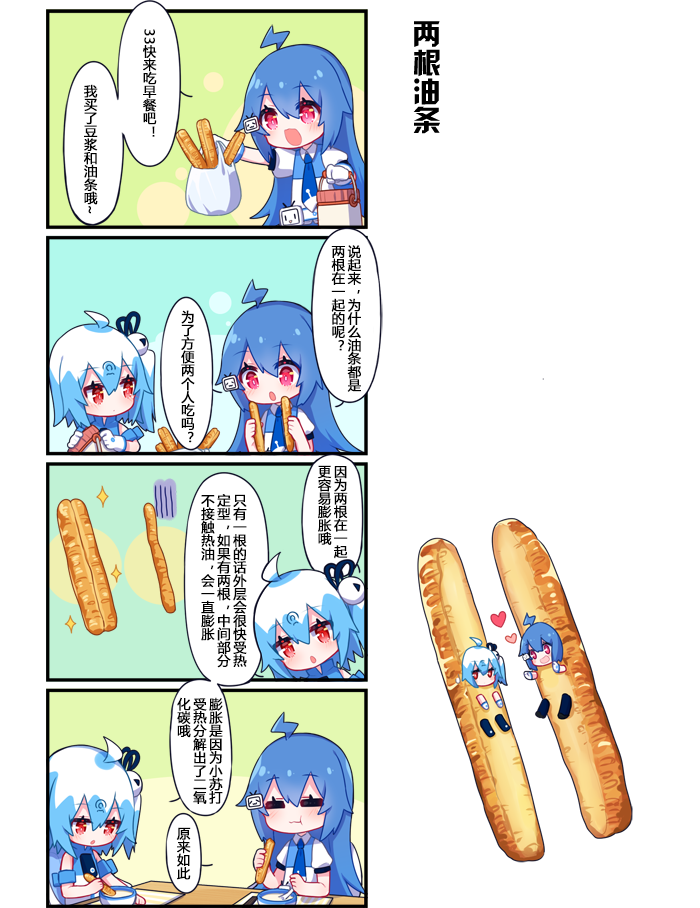 两根油条
33快来吃早餐吧！
我买了豆浆和油条哦~
说起来，为什么油条都是
两根在一起的呢？
为了方便两个人吃吗？
因为两根在一起
更容易膨胀哦
只有一根的话外层会很快受热
定型，如果有两根，中间部分
不接触热油，会一直膨胀
膨胀是因为小苏打
受热分解出了二氧
化碳哦
原来如此